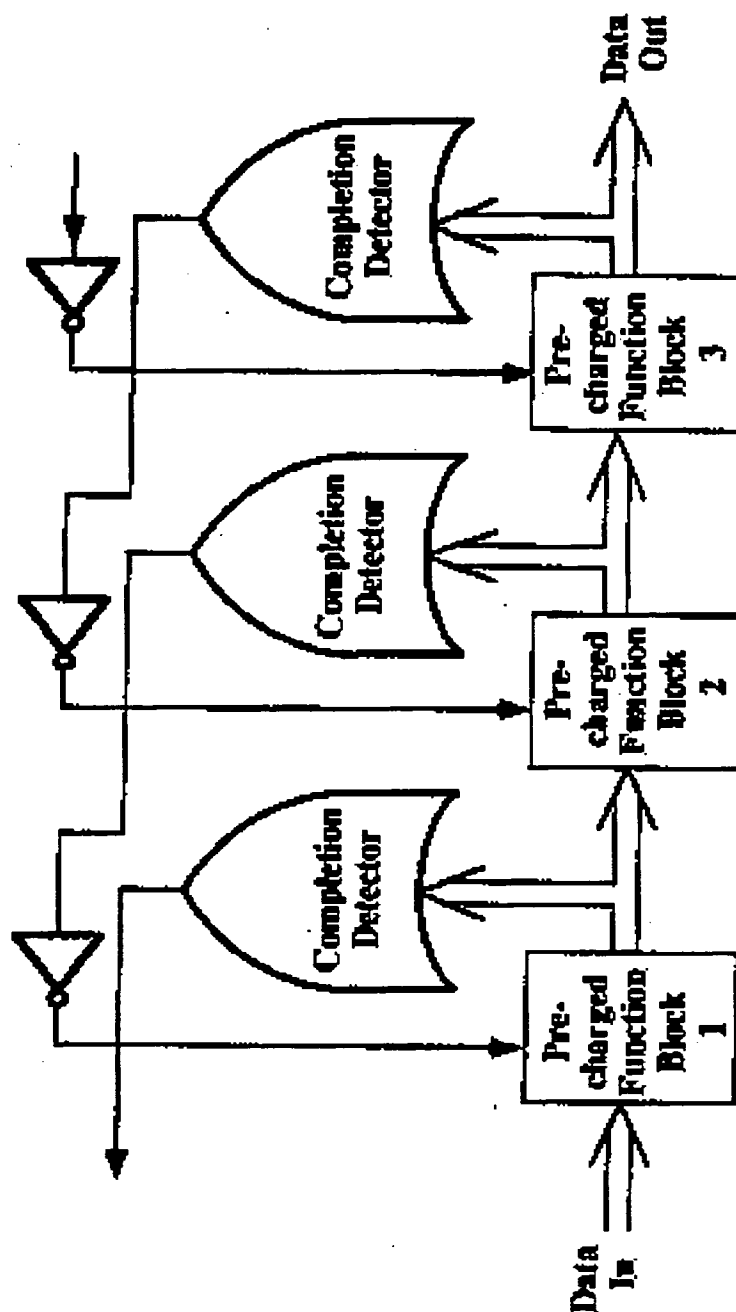 Data
In
Pre-
charged
Function
Block
1
Completion
Detector
Pre-
charged
Function
Block
2
Completion
Detector
Pre-
charged
Function
Block
3
Completion
Detector
Data
Out